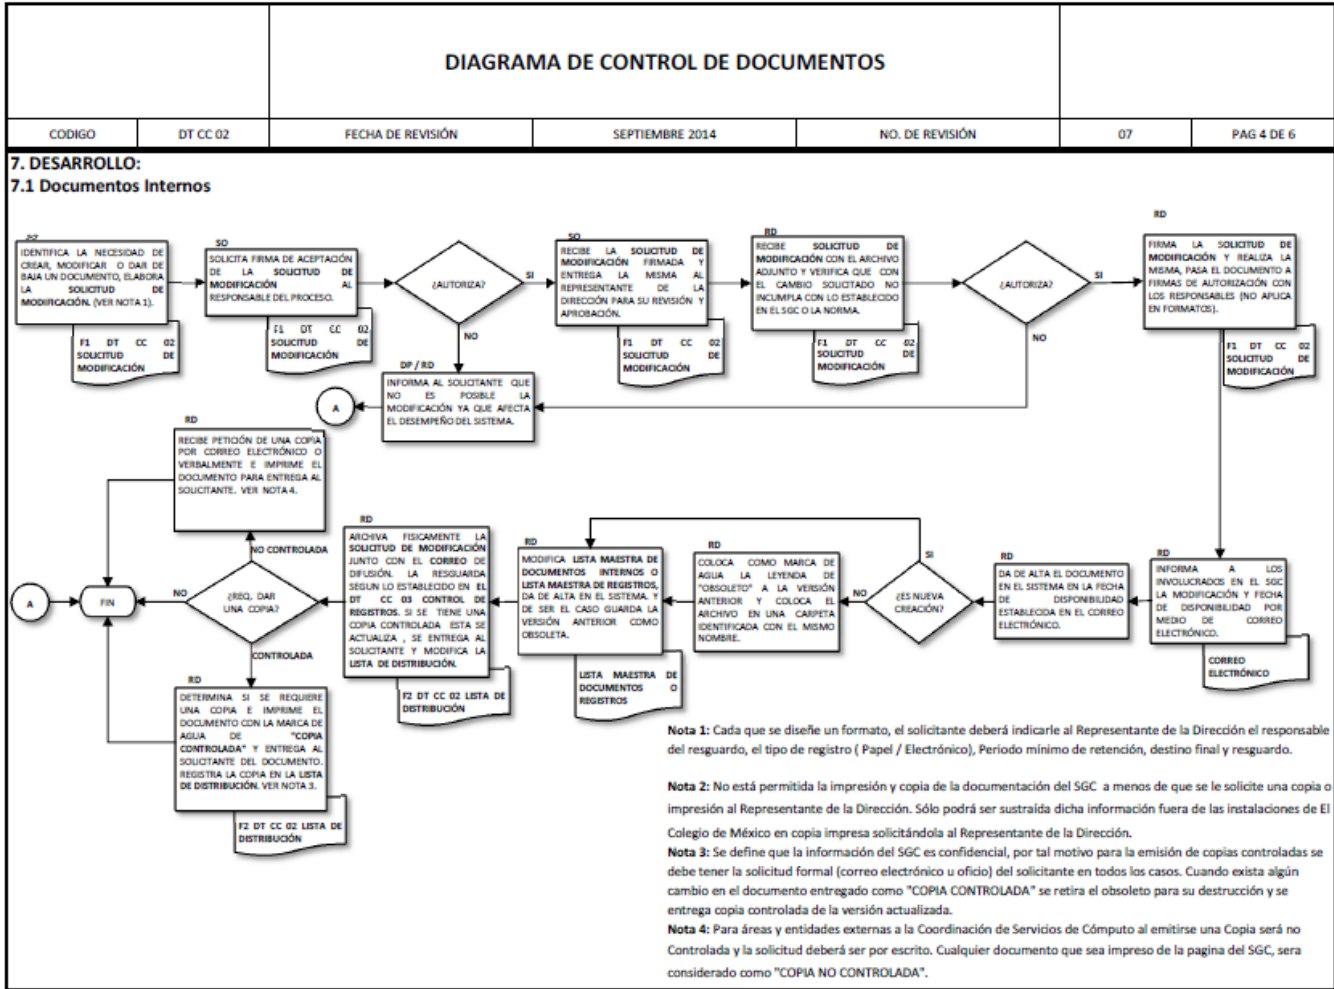 DIAGRAMA DE CONTROL DE DOCUMENTOS
CODIGO
DT CC 02
FECHA DE REVISIÓN
SEPTIEMBRE 2014
NO. DE REVISIÓN
07
PAG 4 DE 6
7. DESARROLLO:
7.1 Documentos Internos
IDENTIFICA LA NECESIDAD DE
CREAR, MODIFICAR O DAR DE
BAJA UN DOCUMENTO, ELABORA
LA SOLICITUD DE
MODIFICACIÓN. (VER NOTA 1).
F1 DT CC 02
SOLICITUD DE
MODIFICACIÓN
SO
SOLICITA FIRMA DE ACEPTACIÓN
DE LA SOLICITUD DE
MODIFICACIÓN AL
RESPONSABLE DEL PROCESO.
F1 DT CC 02
SOLICITUD DE
MODIFICACIÓN
¿AUTORIZA?
SI
NO
SO
RECIBE LA SOLICITUD DE
MODIFICACIÓN FIRMADA Y
ENTREGA LA MISMA AL
REPRESENTANTE DE LA
DIRECCIÓN PARA SU REVISIÓN Y
APROBACIÓN.
F1 DT CC 02
SOLICITUD DE
MODIFICACIÓN
RD
RECIBE SOLICITUD DE
MODIFICACIÓN CON EL ARCHIVO
ADJUNTO Y VERIFICA QUE CON
EL CAMBIO SOLICITADO NO
INCUMPLA CON LO ESTABLECIDO
EN EL SGC O LA NORMA.
F1 DT CC 02
SOLICITUD DE
MODIFICACIÓN
¿AUTORIZA?
SI
NO
RD
FIRMA LA SOLICITUD DE
MODIFICACIÓN Y REALIZA LA
MISMA, PASA EL DOCUMENTO A
FIRMAS DE AUTORIZACIÓN CON
LOS RESPONSABLES (NO APLICA
EN FORMATOS).
F1 DT CC 02
SOLICITUD DE
MODIFICACIÓN
DP / RD
INFORMA AL SOLICITANTE QUE
NO ES POSIBLE LA
MODIFICACIÓN YA QUE AFECTA
EL DESEMPEÑO DEL SISTEMA.
A
RD
RECIBE PETICIÓN DE UNA COPIA
POR CORREO ELECTRÓNICO O
VERBALMENTE E IMPRIME EL
DOCUMENTO PARA ENTREGA AL
SOLICITANTE. VER NOTA 4.
NO CONTROLADA
A
FIN
NO
¿REQ. DAR
UNA COPIA?
CONTROLADA
RD
DETERMINA SI SE REQUIERE
UNA COPIA E IMPRIME EL
DOCUMENTO CON LA MARCA DE
AGUA DE "COPIA
CONTROLADA" Y ENTREGA AL
SOLICITANTE DEL DOCUMENTO.
REGISTRA LA COPIA EN LA LISTA
DE DISTRIBUCIÓN. VER NOTA 3.
F2 DT CC 02 LISTA DE
DISTRIBUCIÓN
RD
ARCHIVA FISICAMENTE LA
SOLICITUD DE MODIFICACIÓN
JUNTO CON EL CORREO DE
DIFUSIÓN. LA RESGUARDA
SEGÚN LO ESTABLECIDO EN EL
DT CC 03 CONTROL DE
REGISTROS. SI SE TIENE UNA
COPIA CONTROLADA ESTA SE
ACTUALIZA , SE ENTREGA AL
SOLICITANTE Y MODIFICA LA
LISTA DE DISTRIBUCIÓN.
F2 DT CC 02 LISTA DE
DISTRIBUCIÓN
RD
MODIFICA LISTA MAESTRA DE
DOCUMENTOS INTERNOS O
LISTA MAESTRA DE REGISTROS,
DA DE ALTA EN EL SISTEMA. Y
DE SER EL CASO GUARDA LA
VERSIÓN ANTERIOR COMO
OBSOLETA.
LISTA MAESTRA DE
DOCUMENTOS O
REGISTROS
RD
COLOCA COMO MARCA DE
AGUA LA LEYENDA DE
"OBSOLETO" A LA VERSIÓN
ANTERIOR Y COLOCA EL
ARCHIVO EN UNA CARPETA
IDENTIFICADA CON EL MISMO
NOMBRE.
SI
NO
¿ES NUEVA
CREACIÓN?
RD
DA DE ALTA EL DOCUMENTO
EN EL SISTEMA EN LA FECHA
DE DISPONIBILIDAD
ESTABLECIDA EN EL CORREO
ELECTRÓNICO.
RD
INFORMA A LOS
INVOLUCRADOS EN EL SGC
LA MODIFICACIÓN Y FECHA
DE DISPONIBILIDAD POR
MEDIO DE CORREO
ELECTRÓNICO.
CORREO
ELECTRÓNICO
Nota 1: Cada que se diseñe un formato, el solicitante deberá indicarle al Representante de la Dirección el responsable
del resguardo, el tipo de registro ( Papel / Electrónico), Periodo mínimo de retención, destino final y resguardo.
Nota 2: No está permitida la impresión y copia de la documentación del SGC a menos de que se le solicite una copia o
impresión al Representante de la Dirección. Sólo podrá ser sustraída dicha información fuera de las instalaciones de El
Colegio de México en copia impresa solicitándola al Representante de la Dirección.
Nota 3: Se define que la información del SGC es confidencial, por tal motivo para la emisión de copias controladas se
debe tener la solicitud formal (correo electrónico u oficio) del solicitante en todos los casos. Cuando exista algún
cambio en el documento entregado como "COPIA CONTROLADA" se retira el obsoleto para su destrucción y se
entrega copia controlada de la versión actualizada.
Nota 4: Para áreas y entidades externas a la Coordinación de Servicios de Cómputo al emitirse una Copia será no
Controlada y la solicitud deberá ser por escrito. Cualquier documento que sea impreso de la pagina del SGC, sera
considerado como "COPIA NO CONTROLADA".